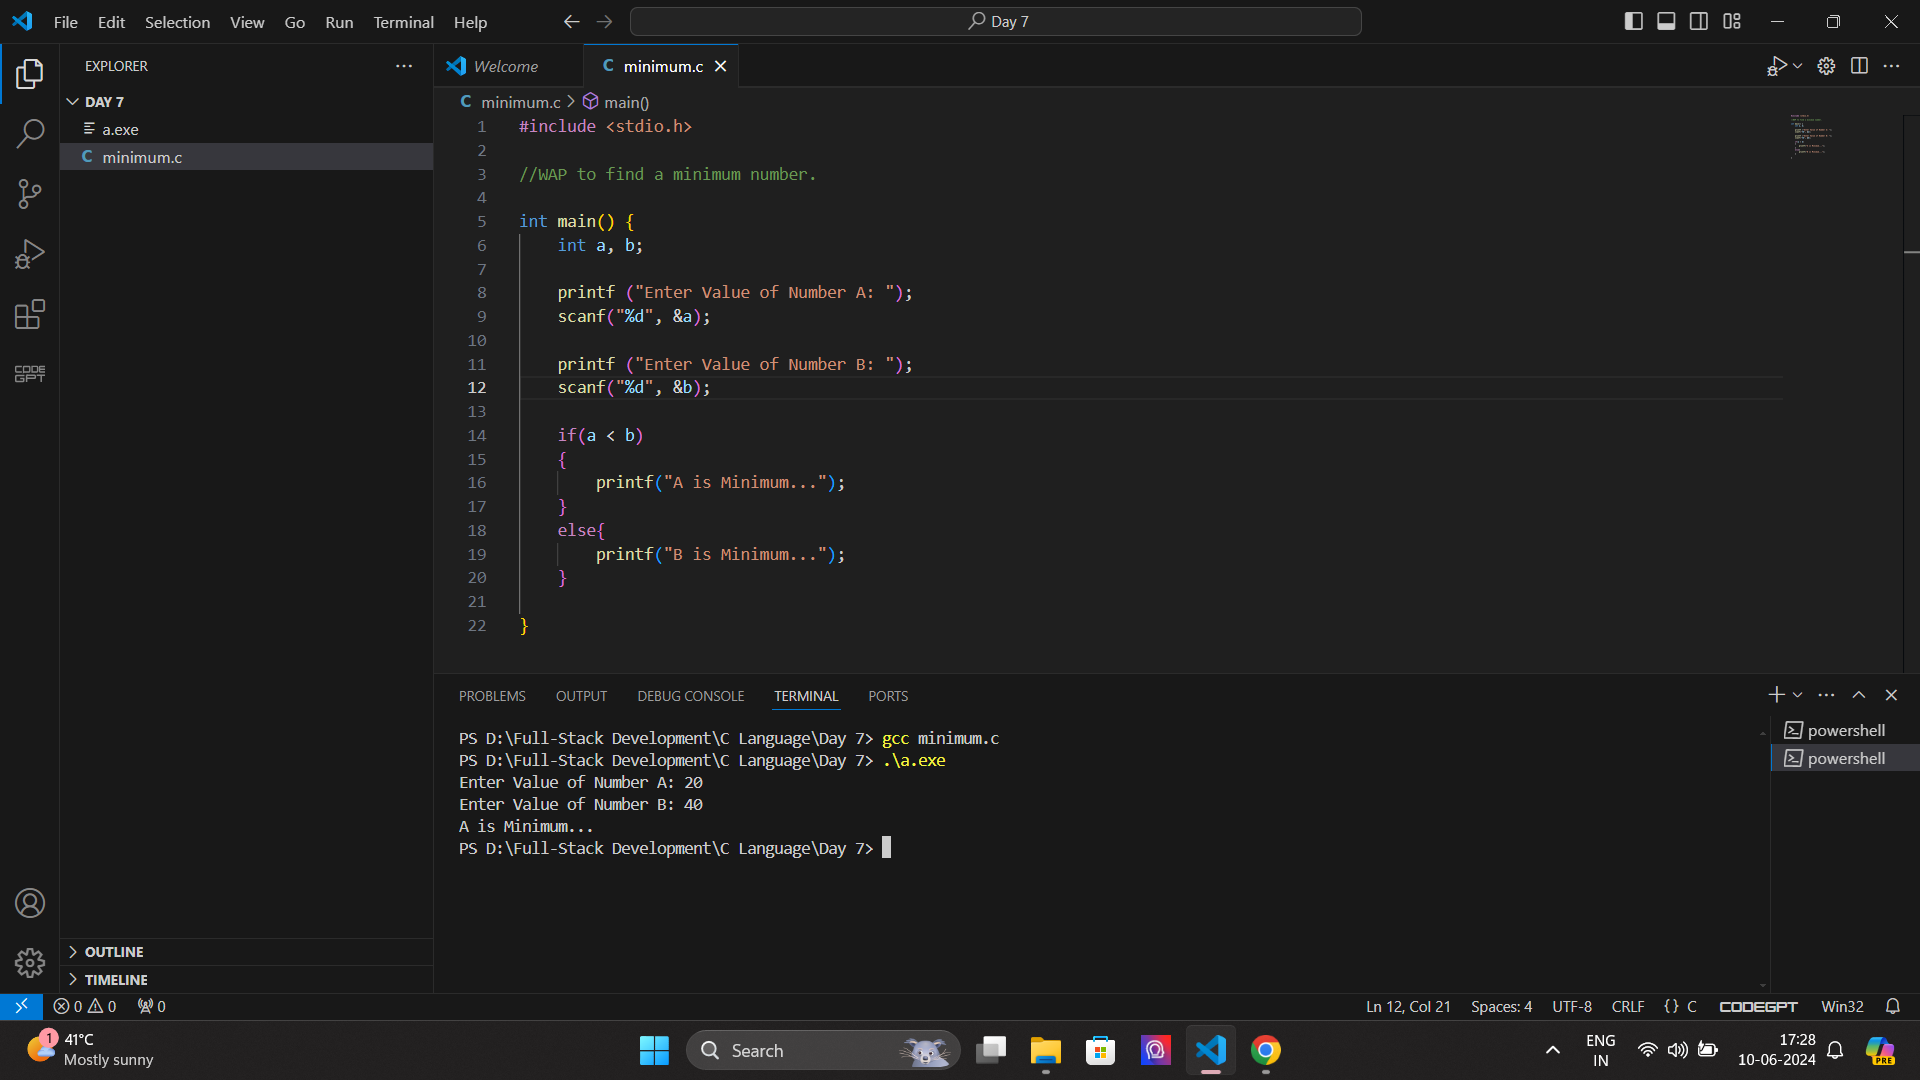 File Edit Selection View Go Run Terminal Help
Day 7
EXPLORER
DAY 7
a.exe
C minimum.c
CODE
GPT
OUTLINE
TIMELINE
Welcome
C minimum.c
C minimum.c > main()
1 #include <stdio.h>
2
3 //WAP to find a minimum number.
4
5 int main() {
6     int a, b;
7
8     printf ("Enter Value of Number A: ");
9     scanf("%d", &a);
10
11     printf ("Enter Value of Number B: ");
12     scanf("%d", &b);
13
14     if(a < b)
15     {
16         printf("A is Minimum...");
17     }
18     else{
19         printf("B is Minimum...");
20     }
21
22 }
PROBLEMS OUTPUT DEBUG CONSOLE TERMINAL PORTS
PS D:\Full-Stack Development\C Language\Day 7> gcc minimum.c
PS D:\Full-Stack Development\C Language\Day 7> .\a.exe
Enter Value of Number A: 20
Enter Value of Number B: 40
A is Minimum...
PS D:\Full-Stack Development\C Language\Day 7>
powershell
powershell
0 0 0 Ln 12, Col 21 Spaces: 4 UTF-8 CRLF {} C CODEGPT Win32
1
41°C
Mostly sunny
Search
ENG
IN
17:28
10-06-2024
PRE